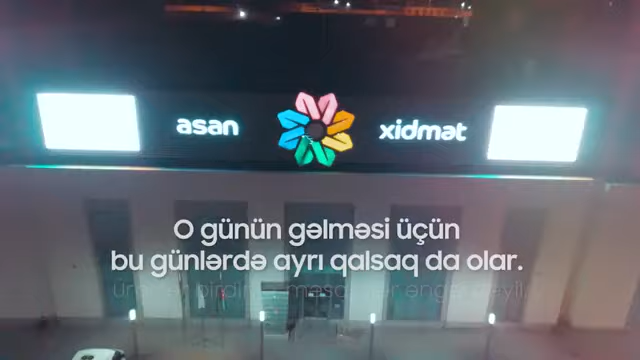 asan xidmət
O günün gəlməsi üçün
bu günlərdə ayrı qalsaq da olar.